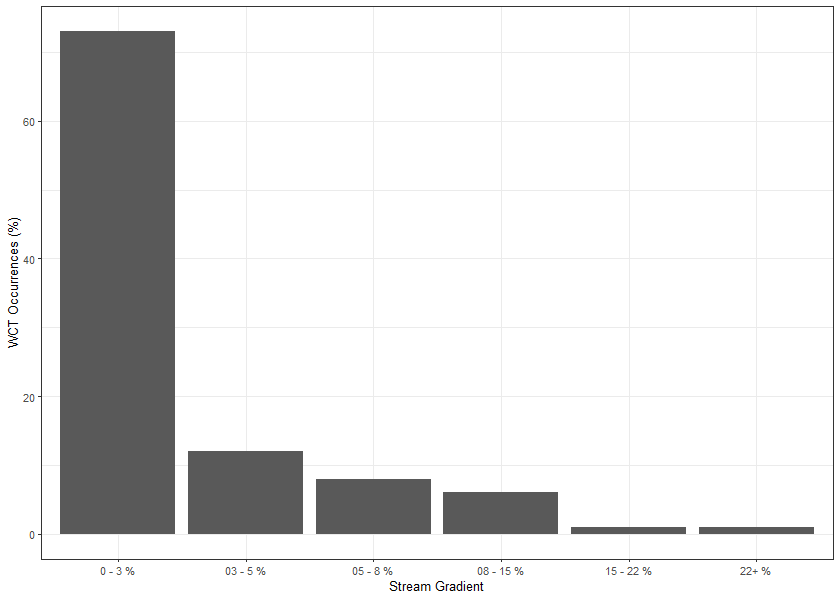 WCT Occurrences (%)
60
40
20
0
0 - 3 %
03 - 5 %
05 - 8 %
08 - 15 %
15 - 22 %
22+ %
Stream Gradient